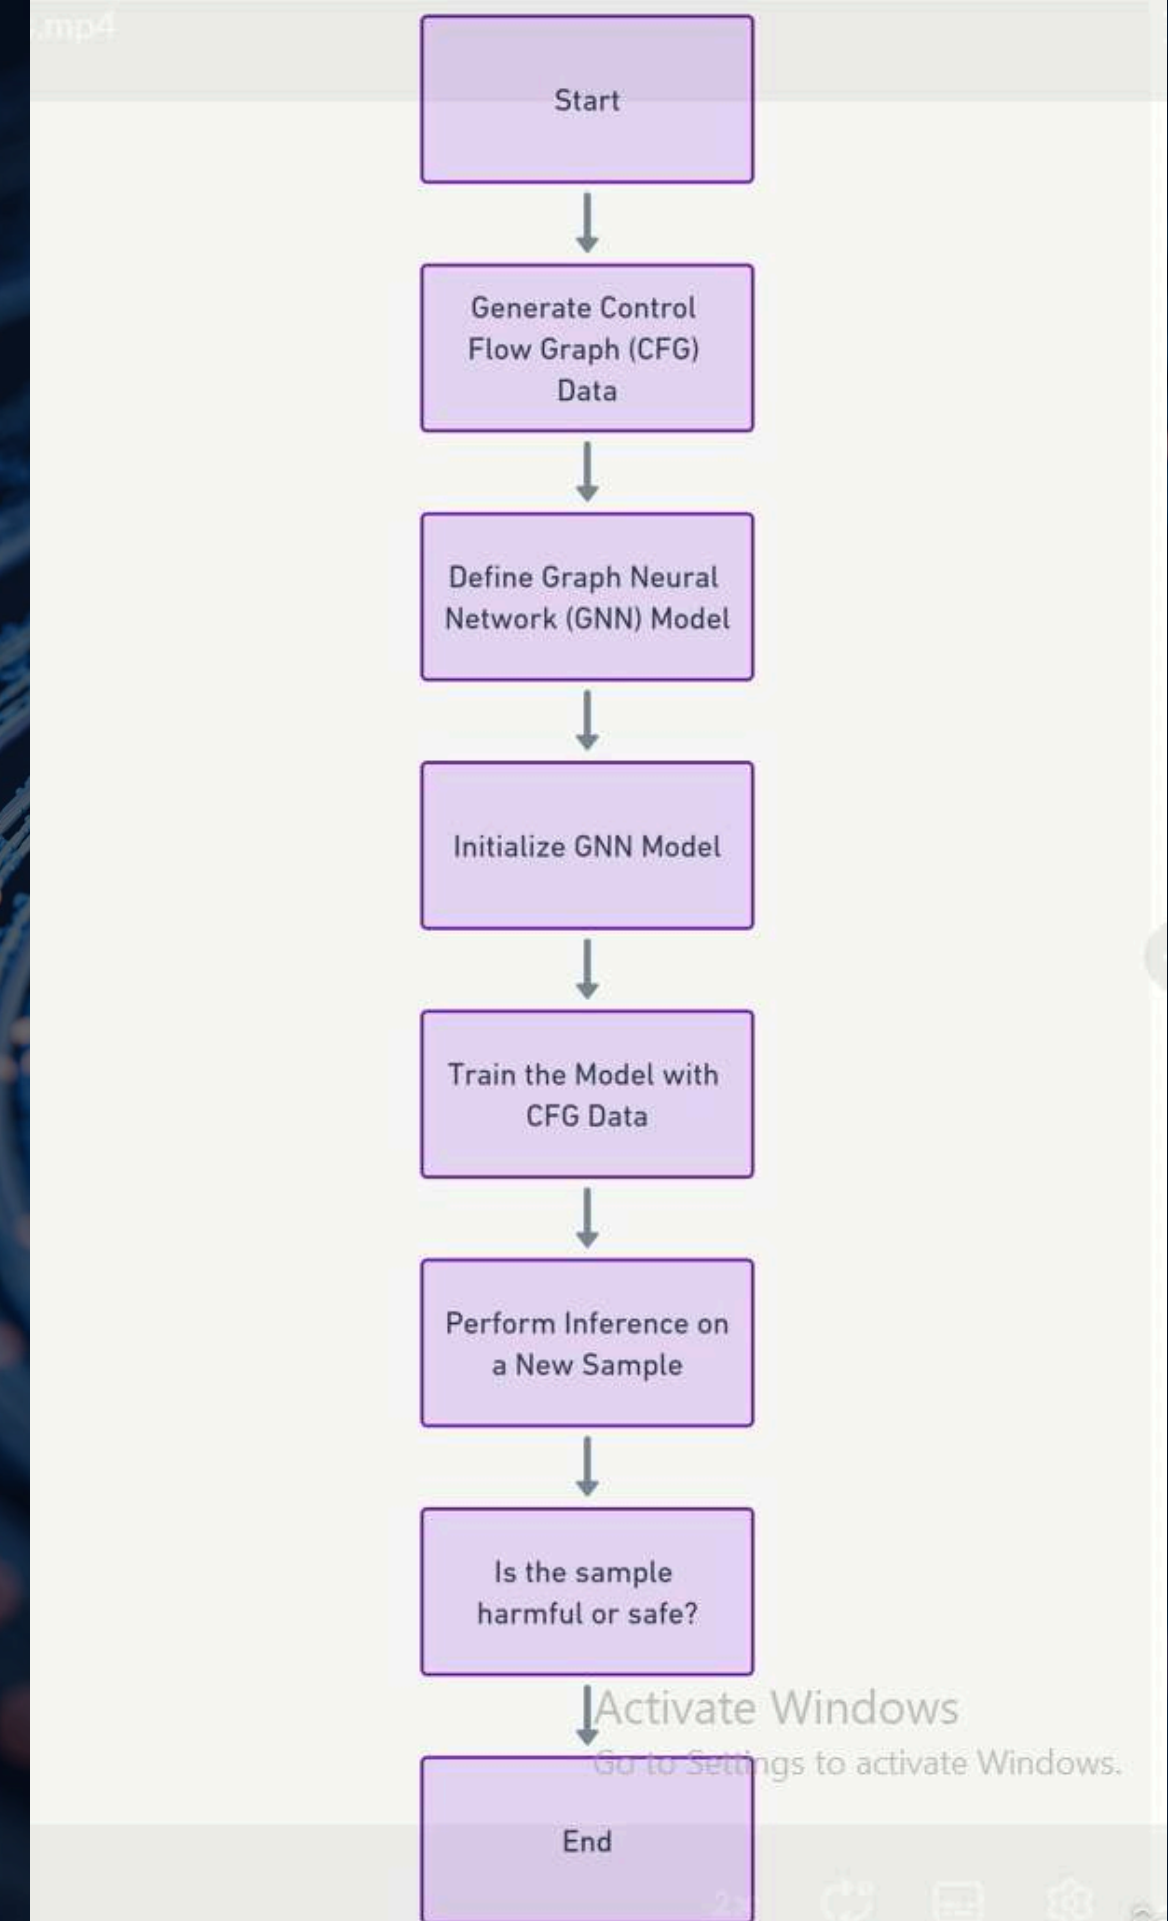 .mp4
Start
Generate Control
Flow Graph (CFG)
Data
Define Graph Neural
Network (GNN) Model
Initialize GNN Model
Train the Model with
CFG Data
Perform Inference on
a New Sample
Is the sample
harmful or safe?
Activate Windows
Go to Settings to activate Windows.
End
2x